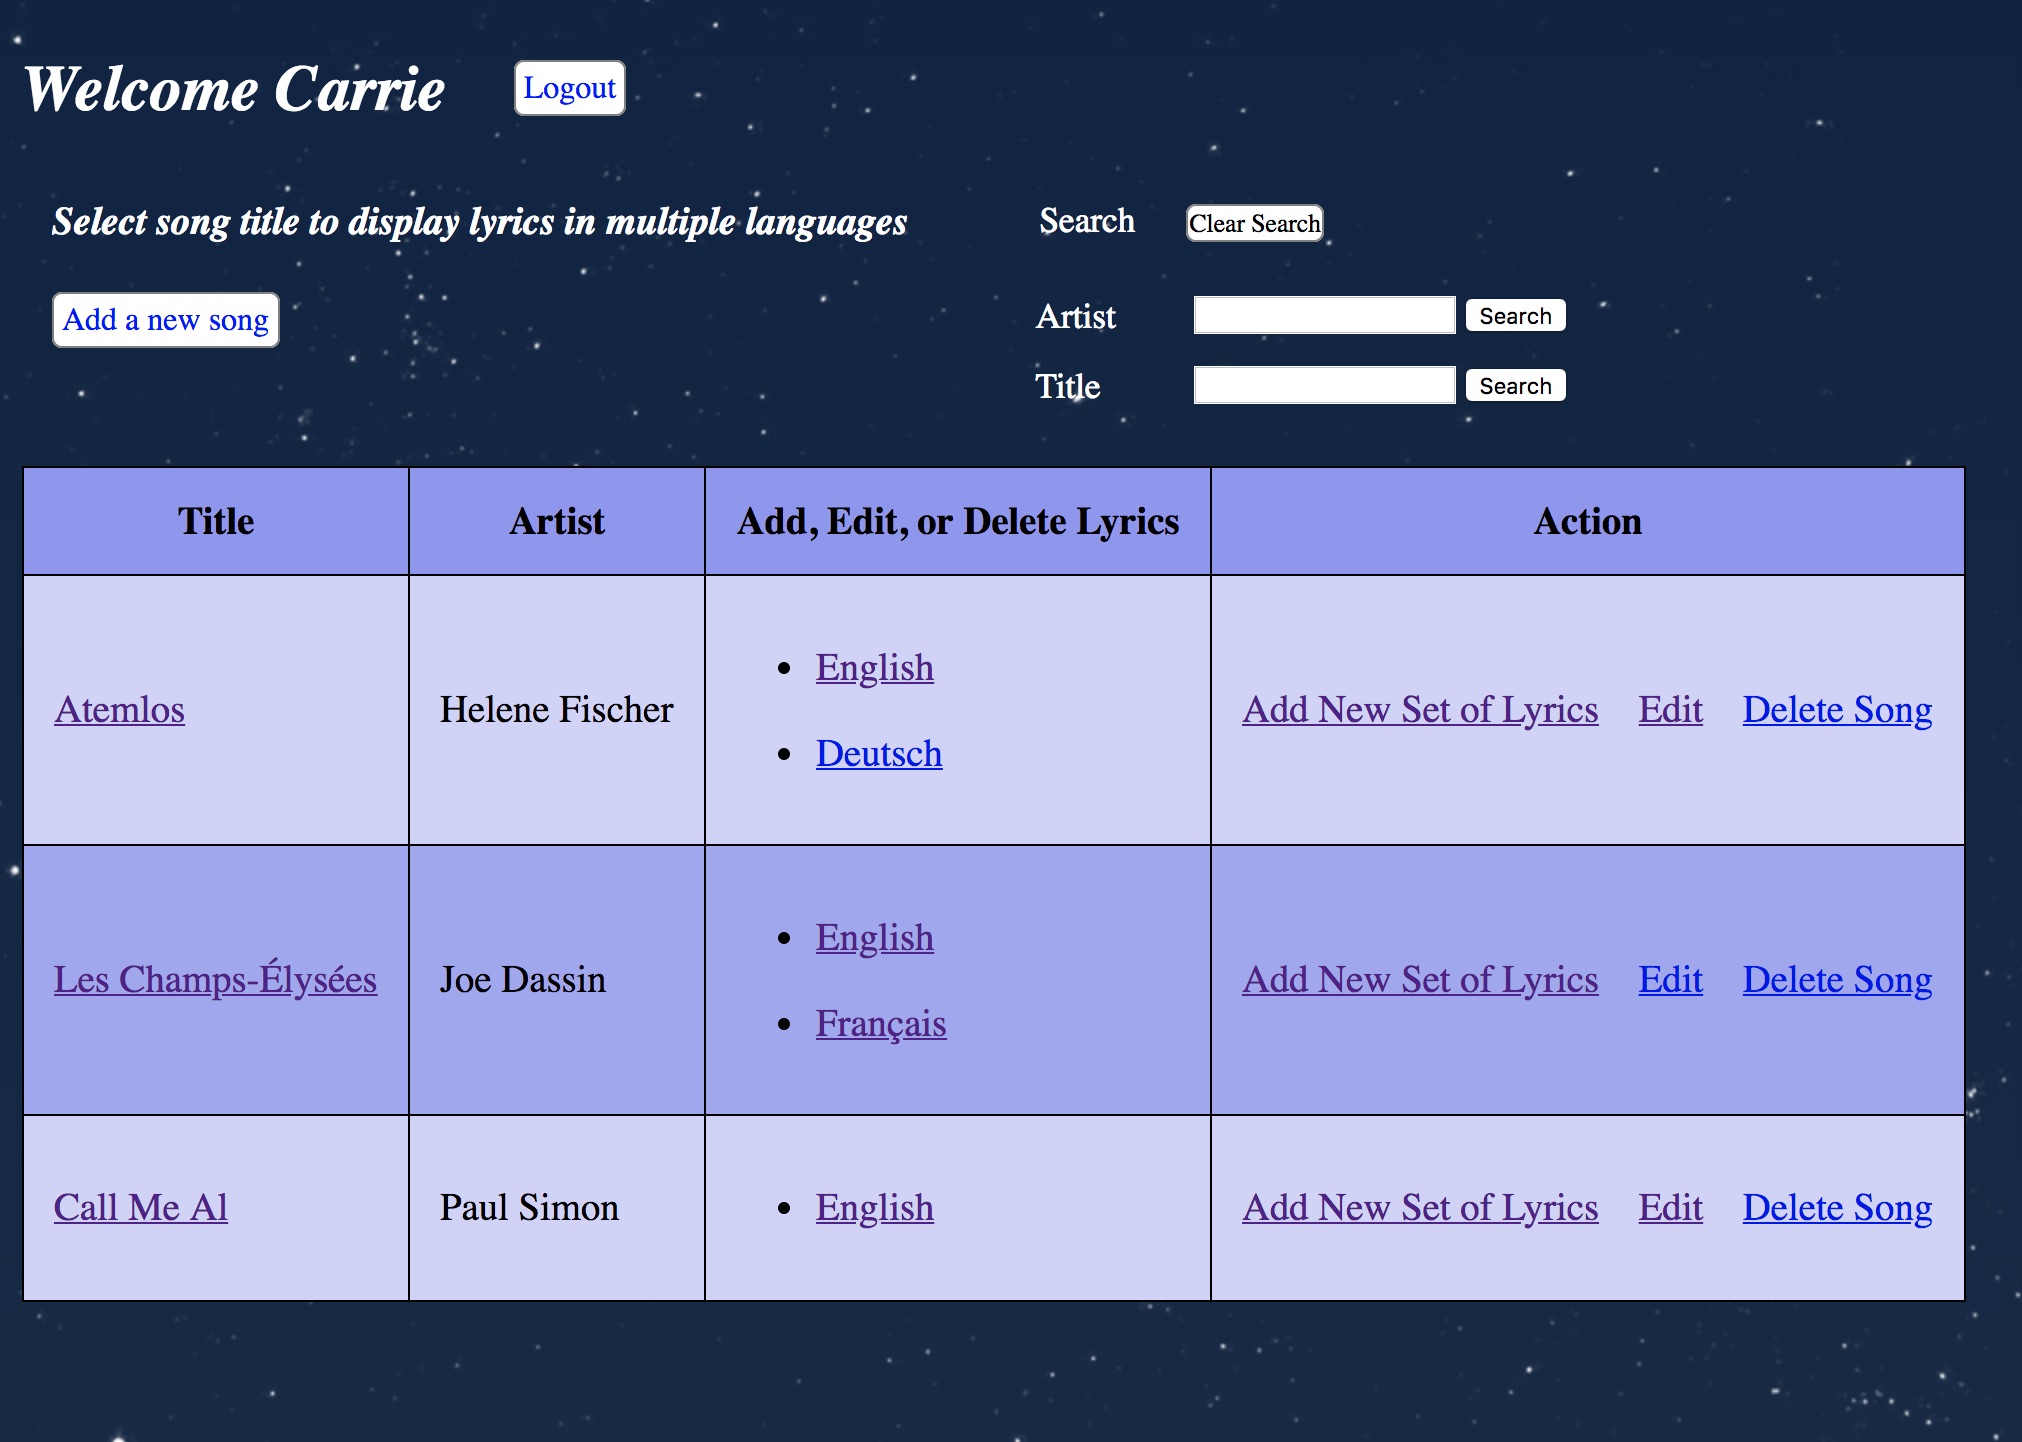 Welcome Carrie Logout
Select song title to display lyrics in multiple languages
Search Clear Search
Add a new song
Artist Search
Title Search
Title Artist Add, Edit, or Delete Lyrics Action
Atemlos Helene Fischer
English
Deutsch
Add New Set of Lyrics Edit Delete Song
Les Champs-Élysées Joe Dassin
English
Français
Add New Set of Lyrics Edit Delete Song
Call Me Al Paul Simon
English
Add New Set of Lyrics Edit Delete Song